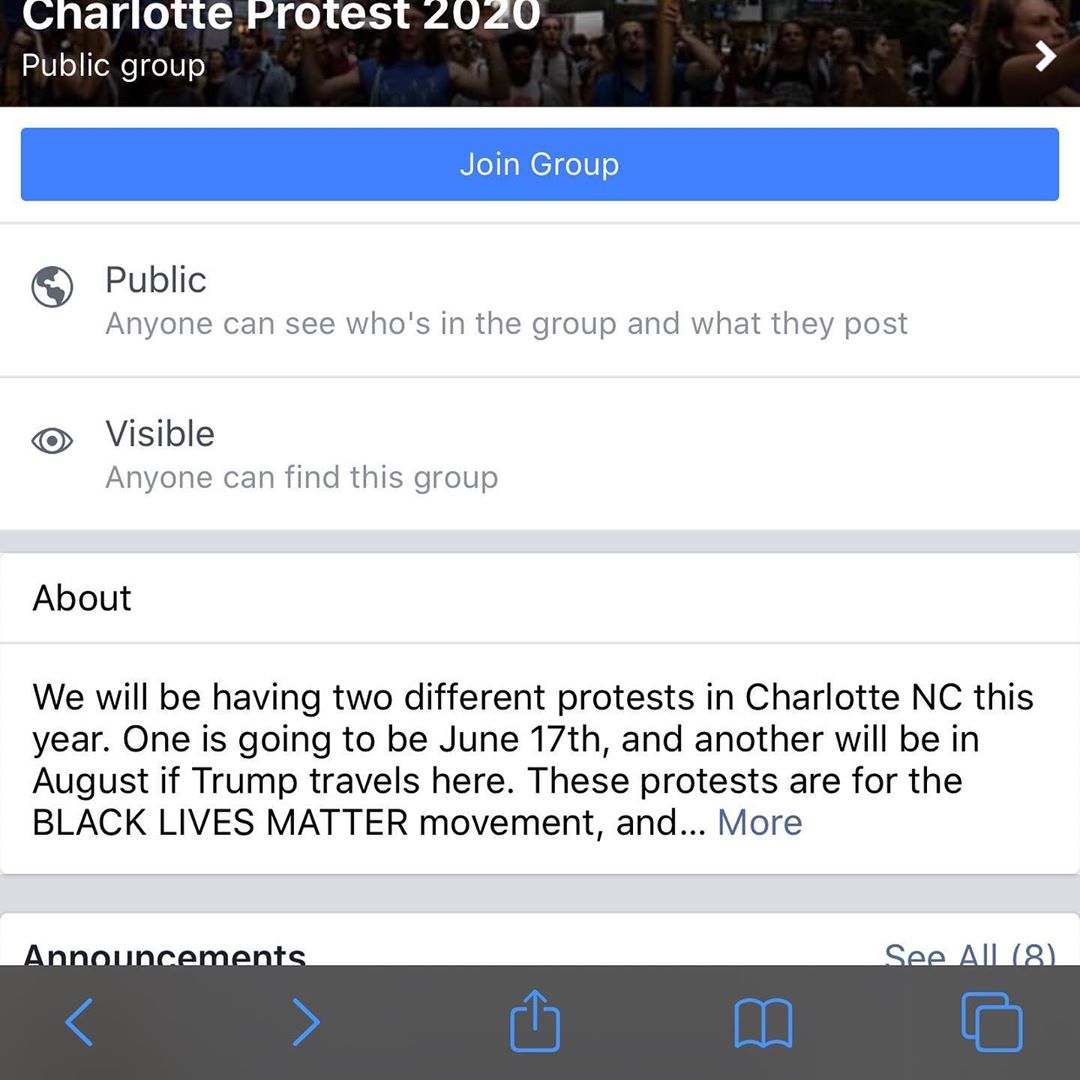 Charlotte Protest 2020
Public group
Join Group
Public
Anyone can see who's in the group and what they post
Visible
Anyone can find this group
About
We will be having two different protests in Charlotte NC this
year. One is going to be June 17th, and another will be in
August if Trump travels here. These protests are for the
BLACK LIVES MATTER movement, and... More
Announcements See All (8)